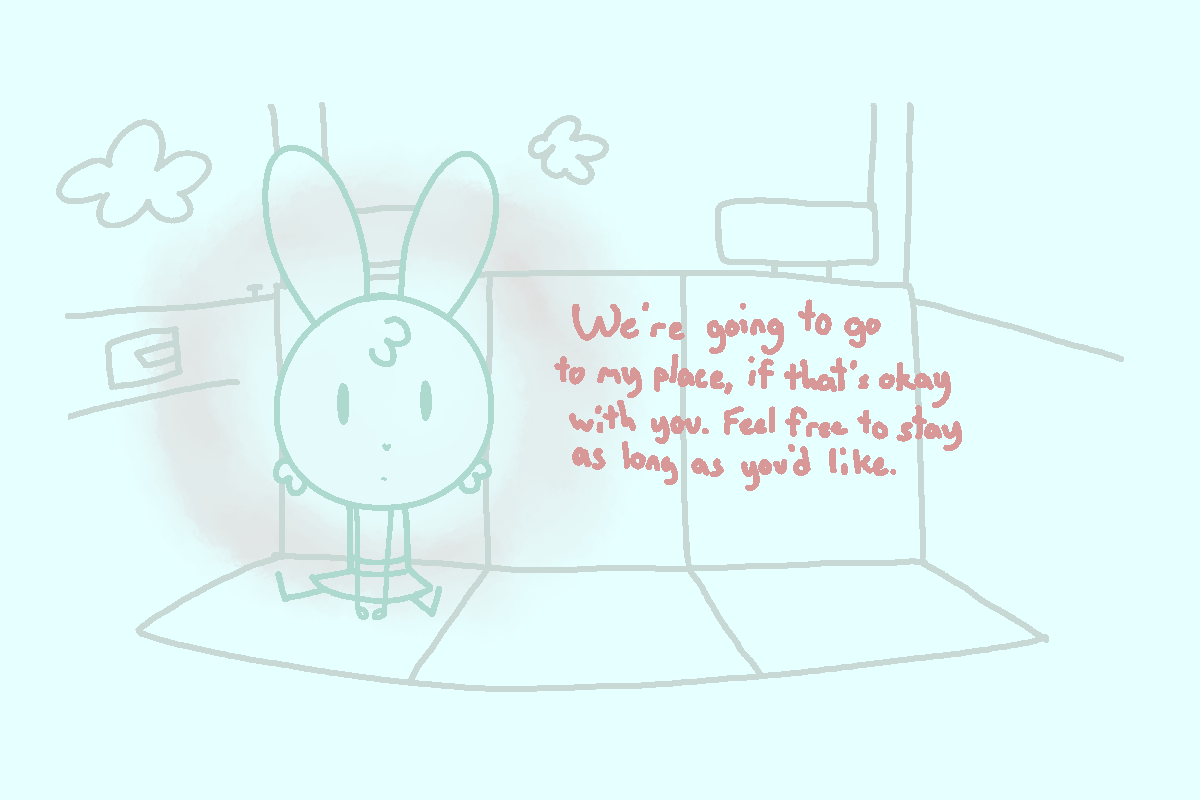 We're going to go
to my place, if that's okay
with you. Feel free to stay
as long as you'd like.